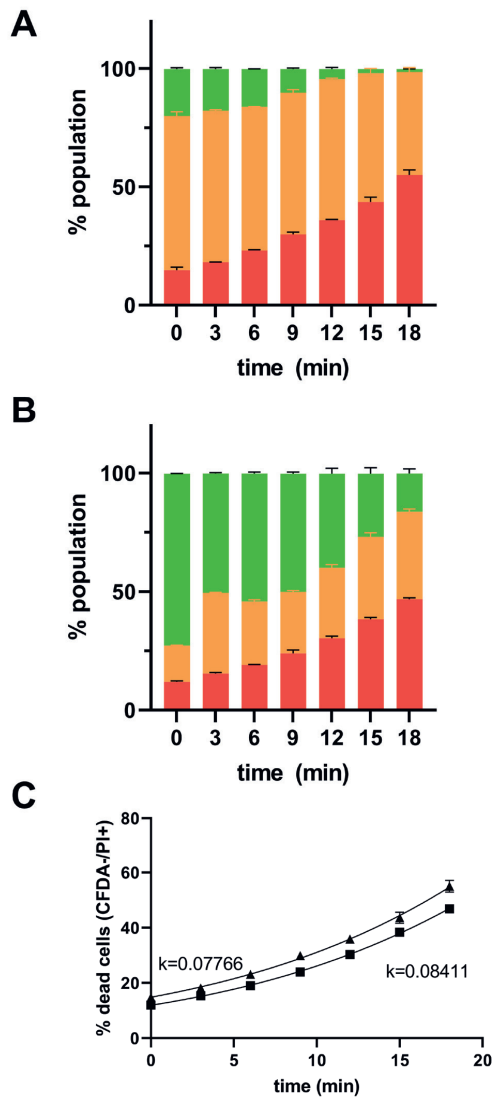 A
% population
100
50
0
0 3 6 9 12 15 18
time (min)
B
% population
100
50
0
0 3 6 9 12 15 18
time (min)
C
% dead cells (CFDA-/PI+)
80
60
40
20
0
k=0.07766
k=0.08411
0 5 10 15 20
time (min)